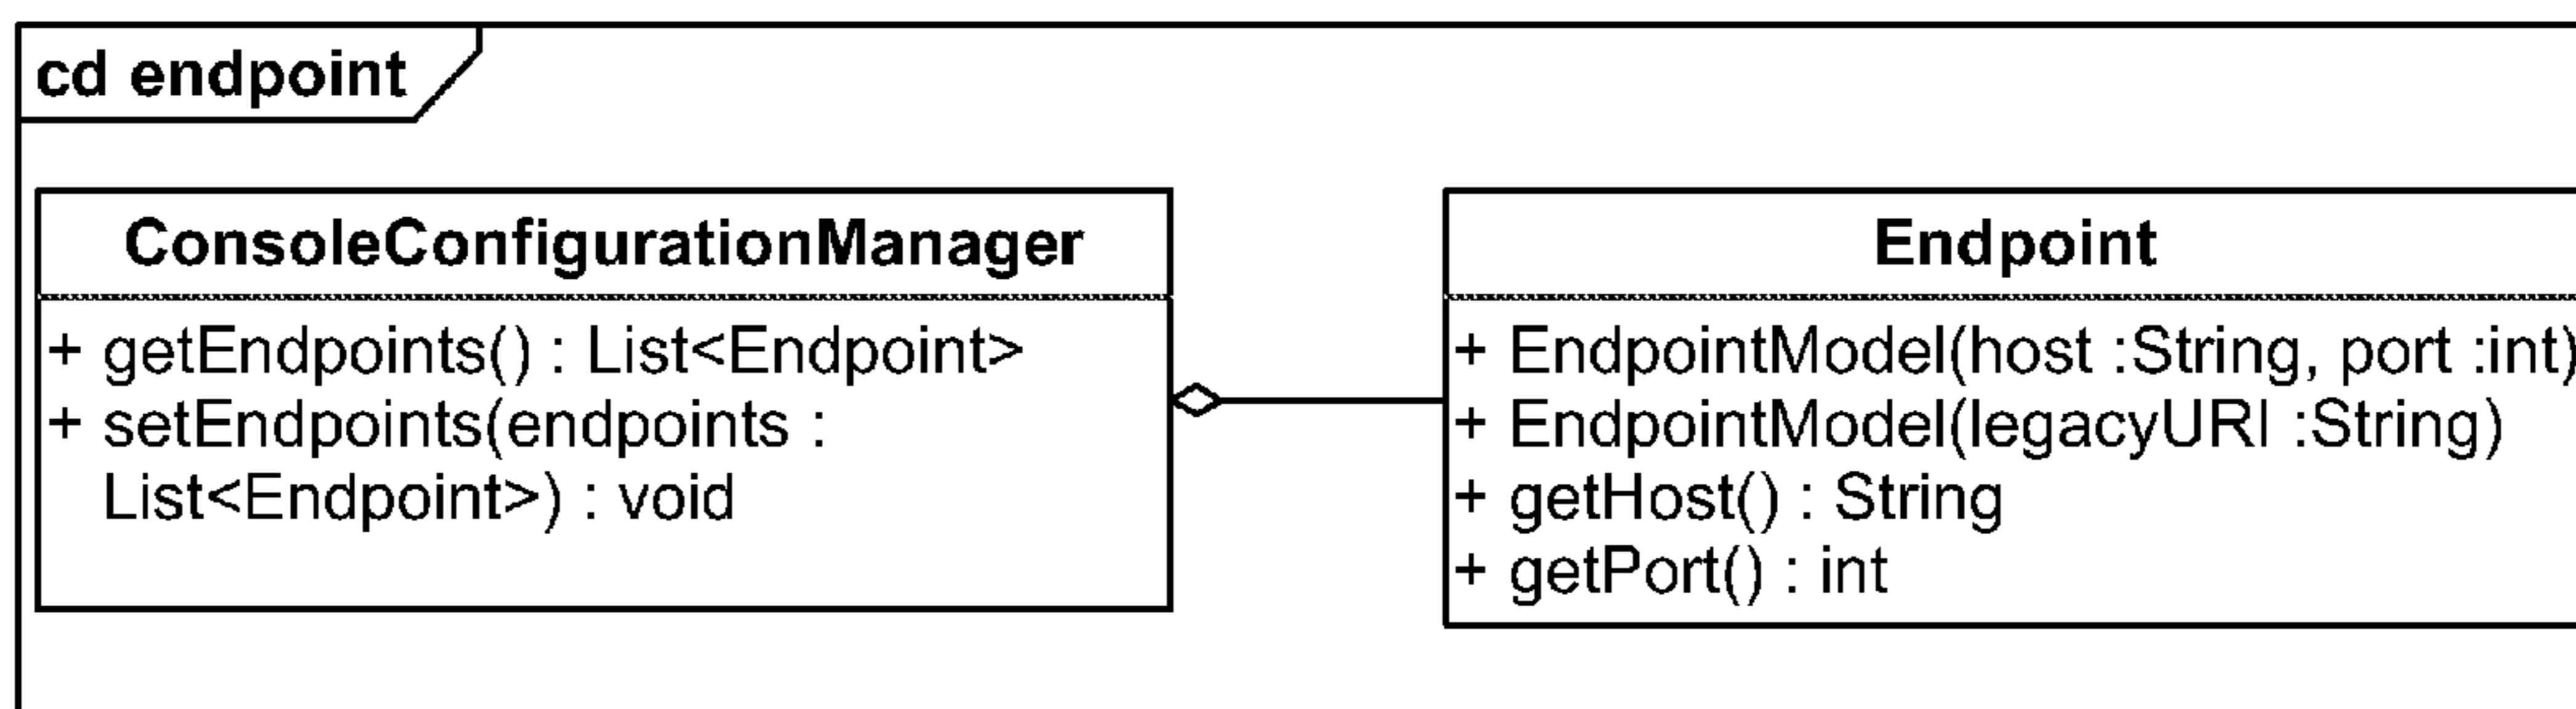 cd endpoint
ConsoleConfigurationManager
+ getEndpoints() : List<Endpoint>
+ setEndpoints(endpoints :
List<Endpoint>) : void
Endpoint
+ EndpointModel(host :String, port :int)
+ EndpointModel(legacyURI :String)
+ getHost() : String
+ getPort() : int